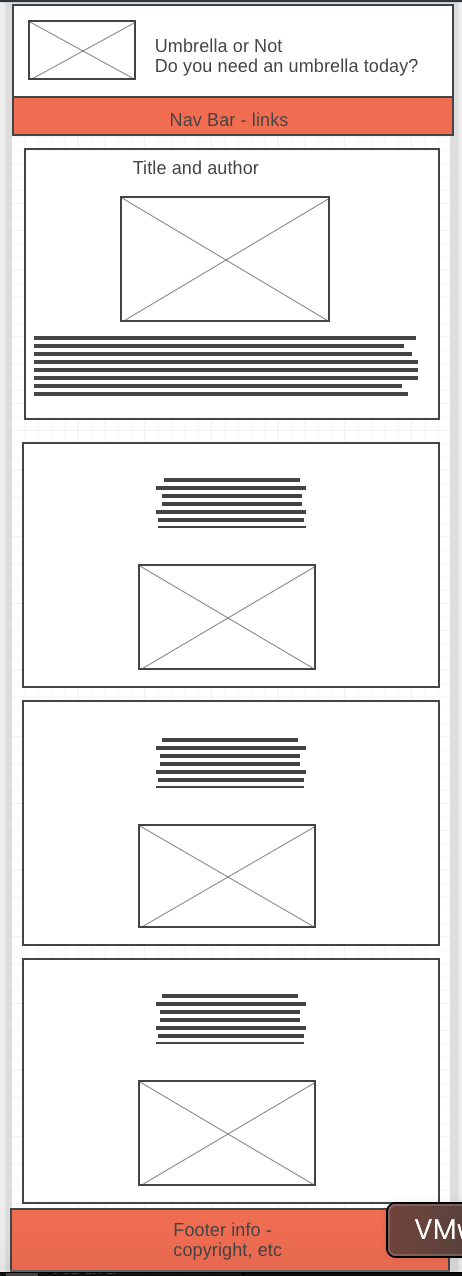 Umbrella or Not
Do you need an umbrella today?
Nav Bar - links
Title and author
Footer info -
copyright, etc